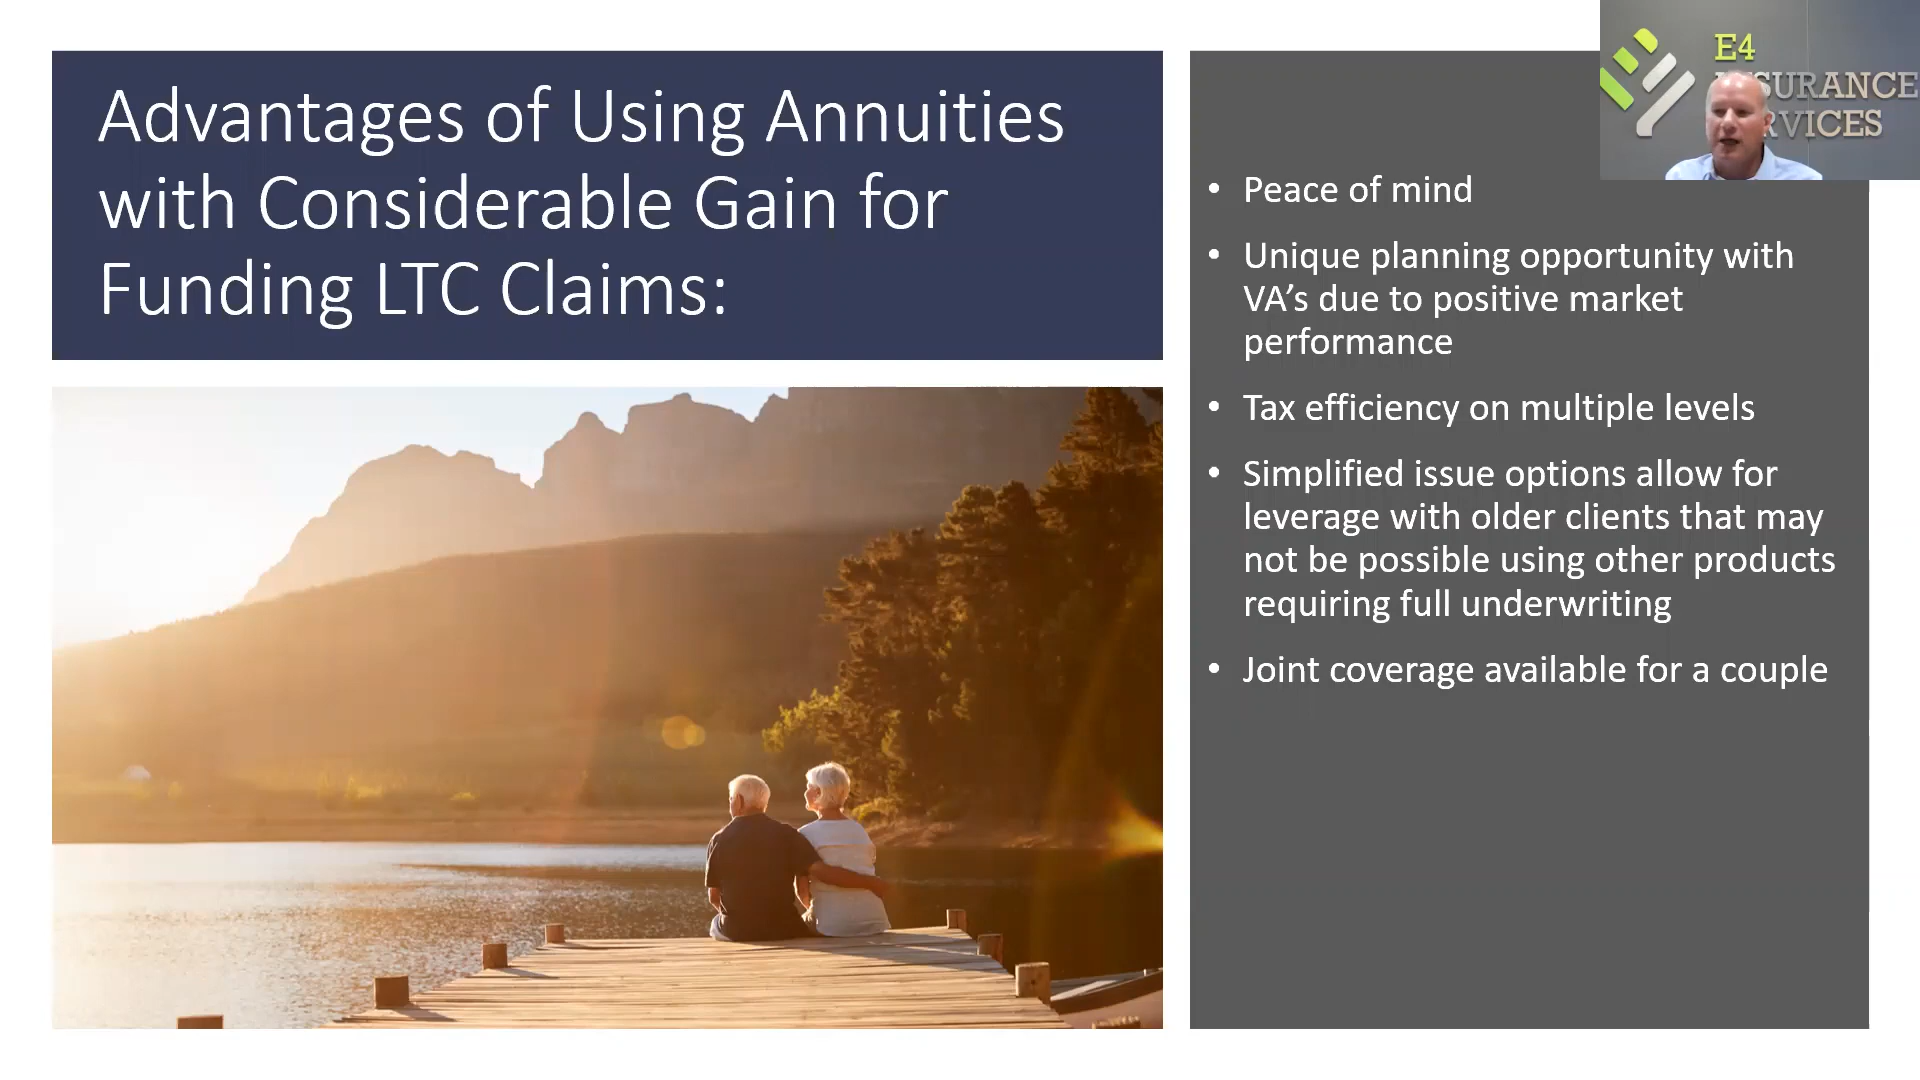 Advantages of Using Annuities
with Considerable Gain for
Funding LTC Claims:
E4
INSURANCE
SERVICES
• Peace of mind
• Unique planning opportunity with
VA’s due to positive market
performance
• Tax efficiency on multiple levels
• Simplified issue options allow for
leverage with older clients that may
not be possible using other products
requiring full underwriting
• Joint coverage available for a couple